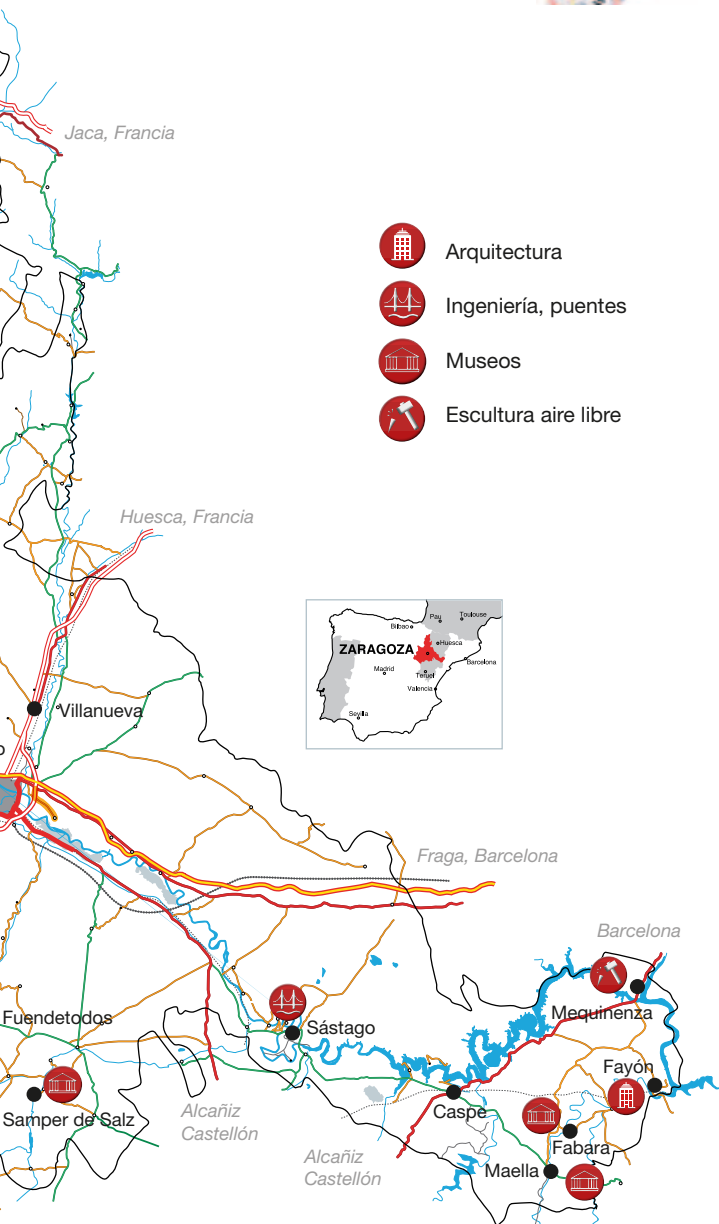 Jaca, Francia
Arquitectura
Ingeniería, puentes
Museos
Escultura aire libre
Huesca, Francia
Bilbao
Pau
Toulouse
ZARAGOZA
Huesca
Madrid
Barcelona
Teruel
Valencia
Sevilla
Villanueva
Fraga, Barcelona
Barcelona
Mequinenza
Fuendetodos
Sástago
Fayón
Samper de Salz
Alcañiz
Castellón
Caspe
Fabara
Alcañiz
Castellón
Maella